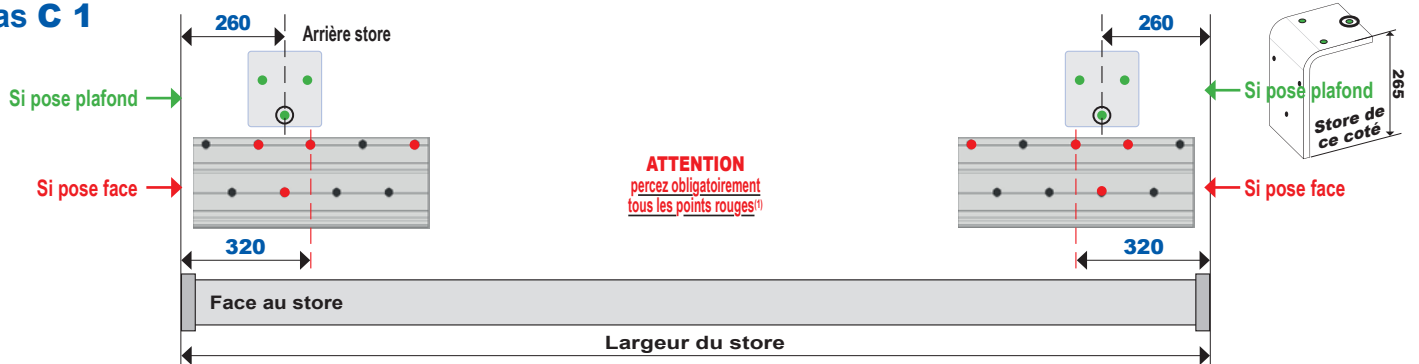 as C 1
260
Arrière store
260
265
Store de
ce coté
Si pose plafond
Si pose plafond
ATTENTION
percez obligatoirement
tous les points rouges(1)
Si pose face
Si pose face
320
320
Face au store
Largeur du store